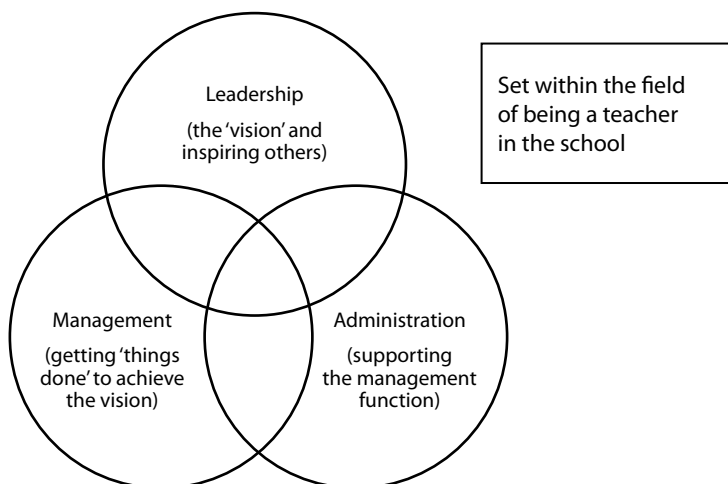 Leadership
(the ‘vision’ and
inspiring others)
Set within the field
of being a teacher
in the school
Management
(getting ‘things
done’ to achieve
the vision)
Administration
(supporting
the management
function)